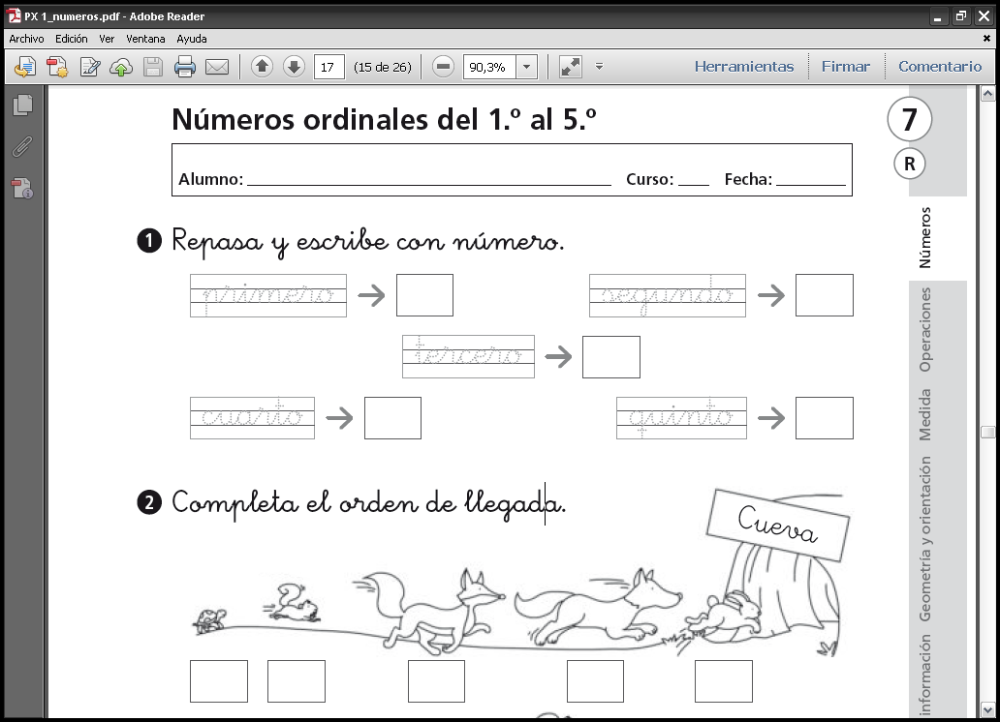 PX 1_numeros.pdf - Adobe Reader
Archivo Edición Ver Ventana Ayuda
17 (15 de 26) 90,3% Herramientas Firmar Comentario
Números ordinales del 1.º al 5.º
7
R
Alumno: Curso: Fecha:
1 Repasa y escribe con número.
primero
segundo
tercero
cuarto
quinto
2 Completa el orden de llegada.
Cueva
Números
Operaciones
Medida
Geometría y orientación
información